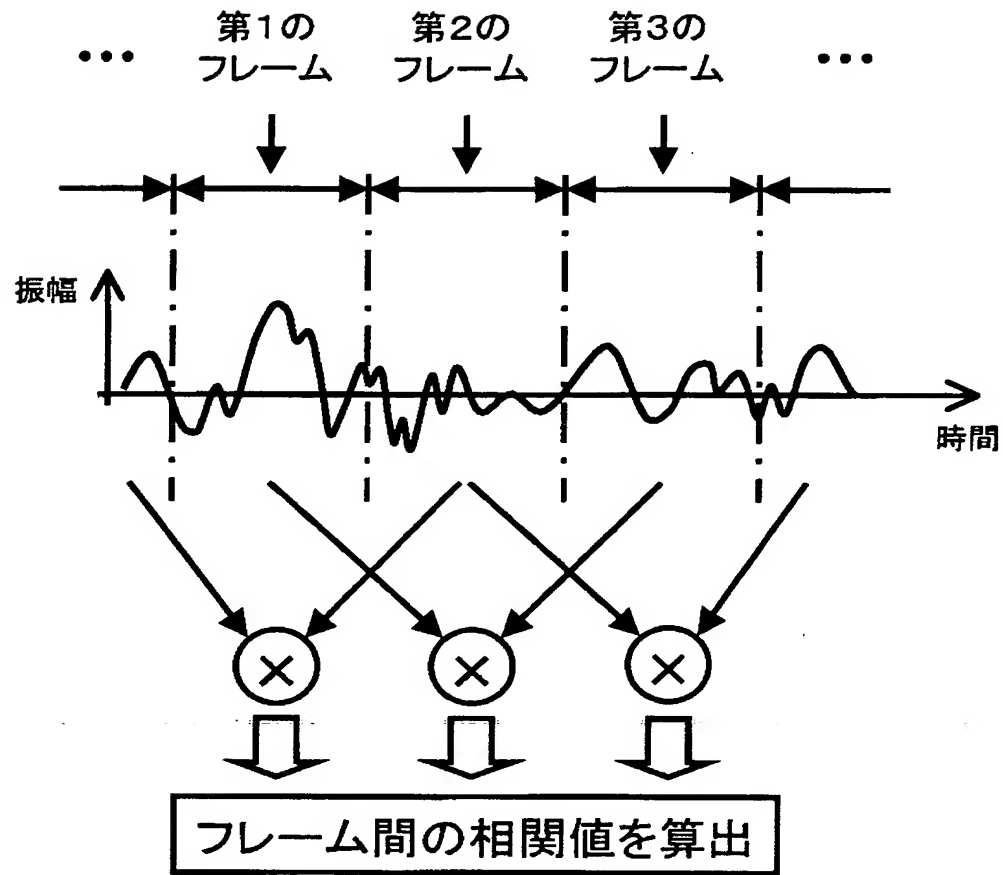 … 第1の 第2の 第3の …
フレーム フレーム フレーム
振幅
時間
× × ×
フレーム間の相関値を算出